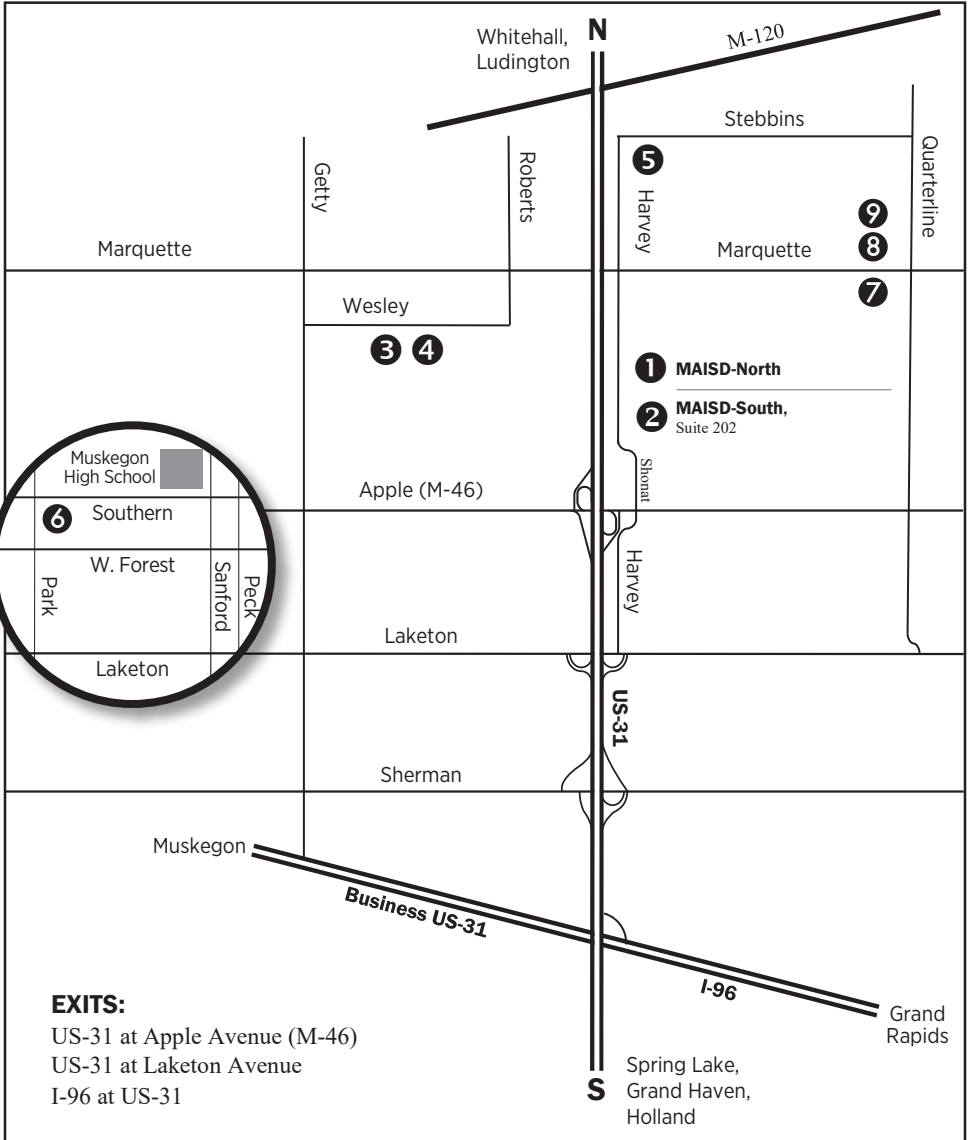 N
Whitehall,
Ludington
M-120
Stebbins
Getty
Roberts
5
Harvey
Quarterline
9
Marquette
Marquette
8
7
Wesley
3 4
1 MAISD-North
2 MAISD-South,
Suite 202
Muskegon
High School
Shonat
Apple (M-46)
6 Southern
W. Forest
Park
Sanford
Peck
Harvey
Laketon
Laketon
US-31
Sherman
Muskegon
Business US-31
I-96
Grand
Rapids
EXITS:
US-31 at Apple Avenue (M-46)
US-31 at Laketon Avenue
I-96 at US-31
S
Spring Lake,
Grand Haven,
Holland